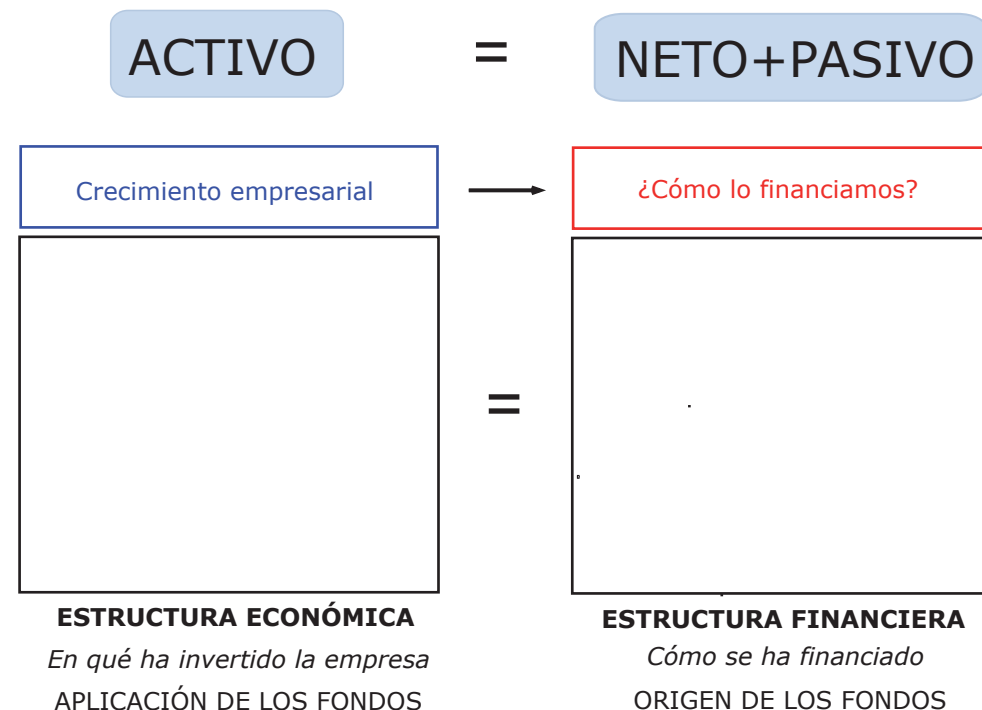 ACTIVO = NETO+PASIVO
Crecimiento empresarial ¿Cómo lo financiamos?
=
ESTRUCTURA ECONÓMICA ESTRUCTURA FINANCIERA
En qué ha invertido la empresa Cómo se ha financiado
APLICACIÓN DE LOS FONDOS ORIGEN DE LOS FONDOS